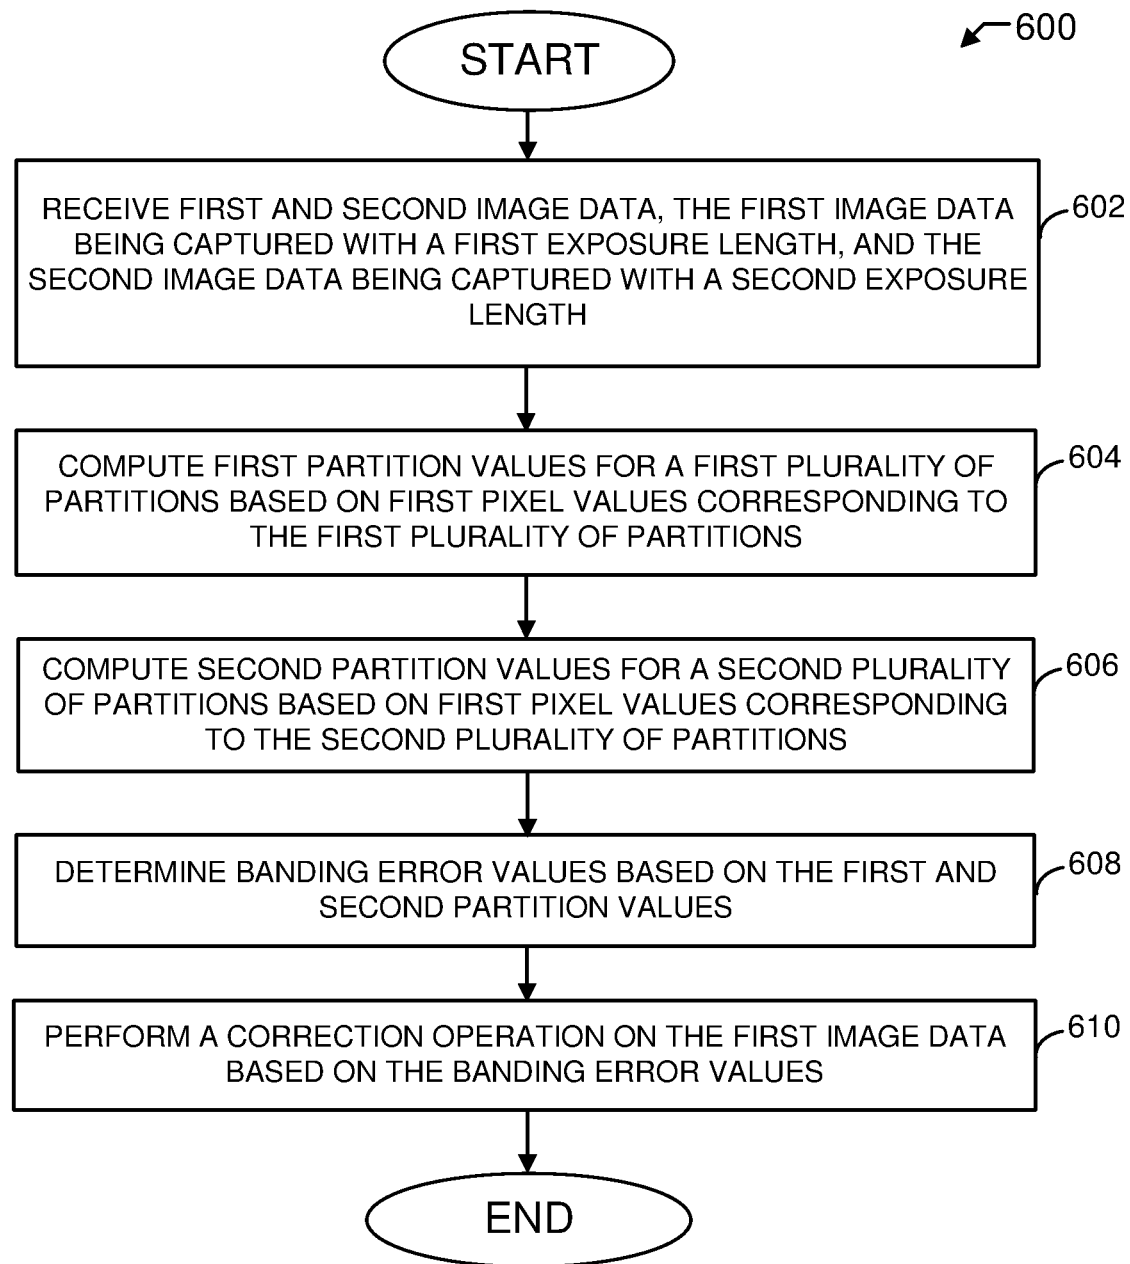 START
600
RECEIVE FIRST AND SECOND IMAGE DATA, THE FIRST IMAGE DATA
BEING CAPTURED WITH A FIRST EXPOSURE LENGTH, AND THE
SECOND IMAGE DATA BEING CAPTURED WITH A SECOND EXPOSURE
LENGTH
602
COMPUTE FIRST PARTITION VALUES FOR A FIRST PLURALITY OF
PARTITIONS BASED ON FIRST PIXEL VALUES CORRESPONDING TO
THE FIRST PLURALITY OF PARTITIONS
604
COMPUTE SECOND PARTITION VALUES FOR A SECOND PLURALITY
OF PARTITIONS BASED ON FIRST PIXEL VALUES CORRESPONDING
TO THE SECOND PLURALITY OF PARTITIONS
606
DETERMINE BANDING ERROR VALUES BASED ON THE FIRST AND
SECOND PARTITION VALUES
608
PERFORM A CORRECTION OPERATION ON THE FIRST IMAGE DATA
BASED ON THE BANDING ERROR VALUES
610
END